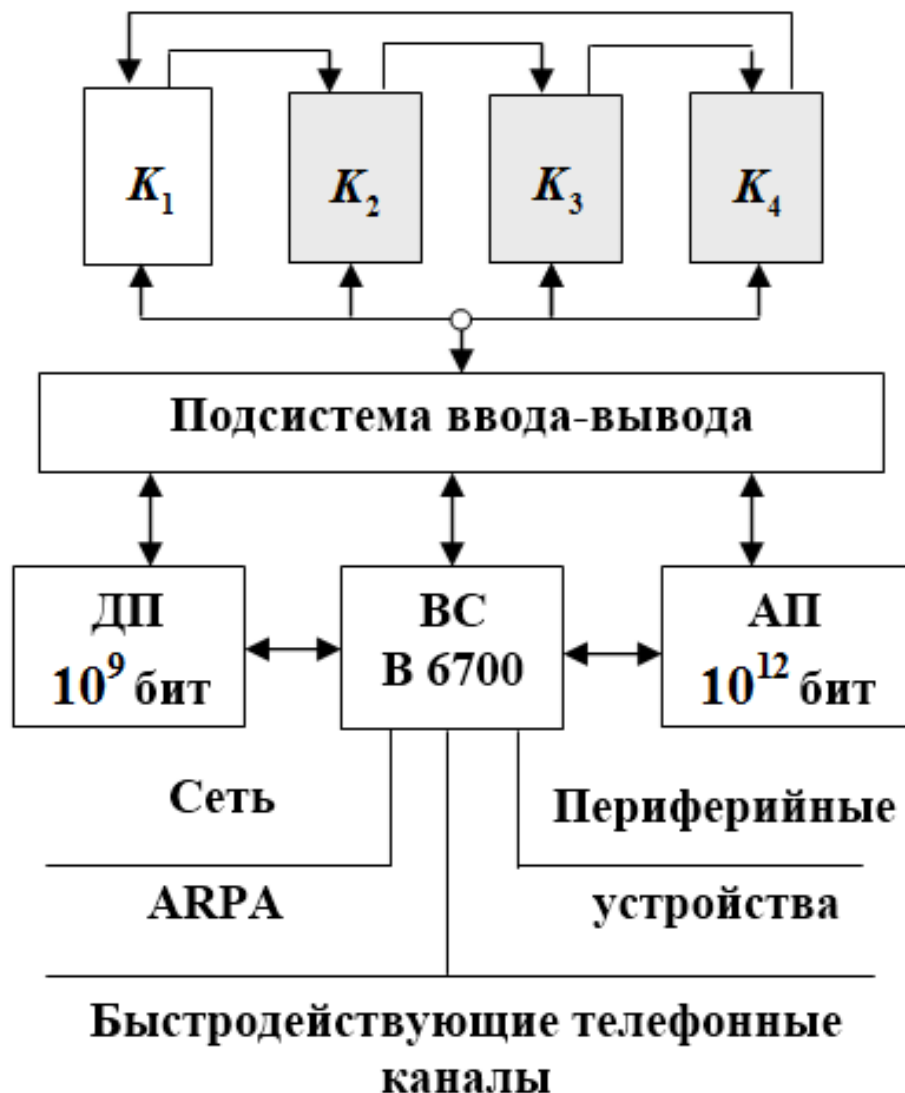 K₁ K₂ K₃ K₄
Подсистема ввода-вывода
ДП
10⁹ бит
ВС
В 6700
АП
10¹² бит
Сеть
ARPA
Периферийные
устройства
Быстродействующие телефонные
каналы